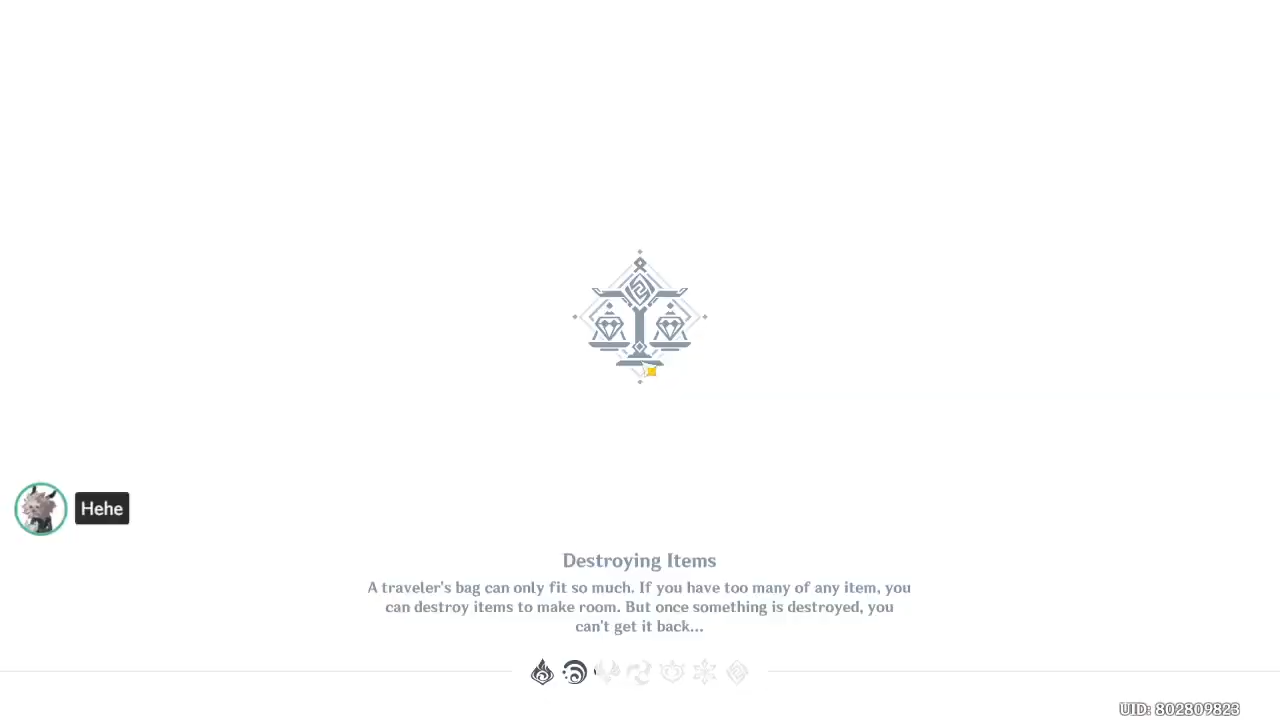 Hehe
Destroying Items
A traveler's bag can only fit so much. If you have too many of any item, you
can destroy items to make room. But once something is destroyed, you
can't get it back...
UID: 802809823